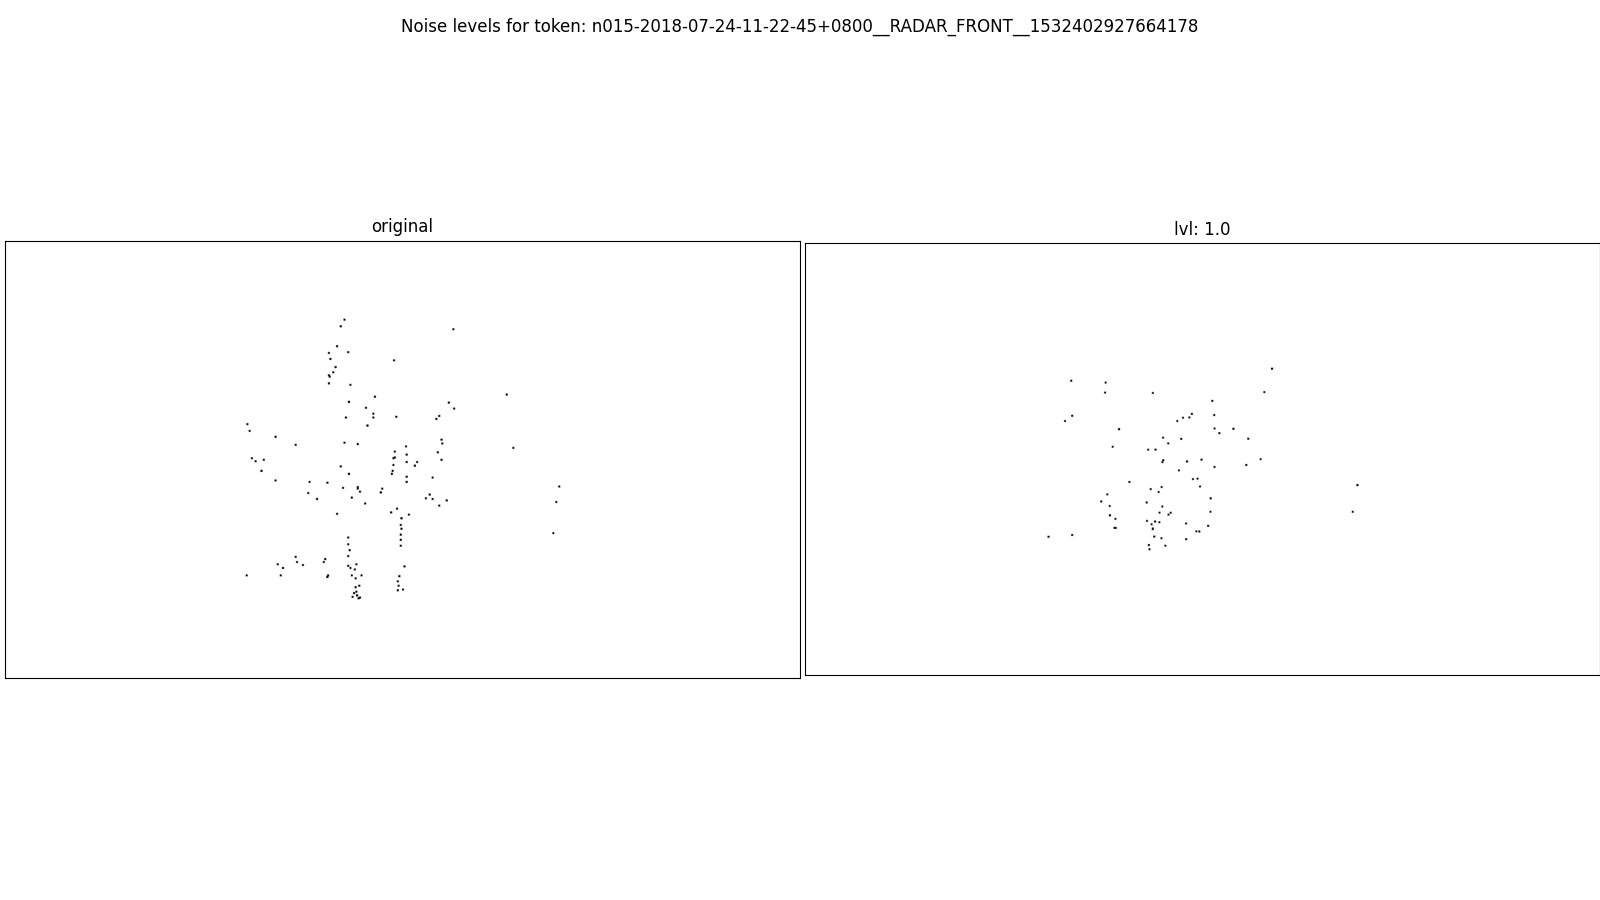 Noise levels for token: n015-2018-07-24-11-22-45+0800__RADAR_FRONT__1532402927664178
original
lvl: 1.0